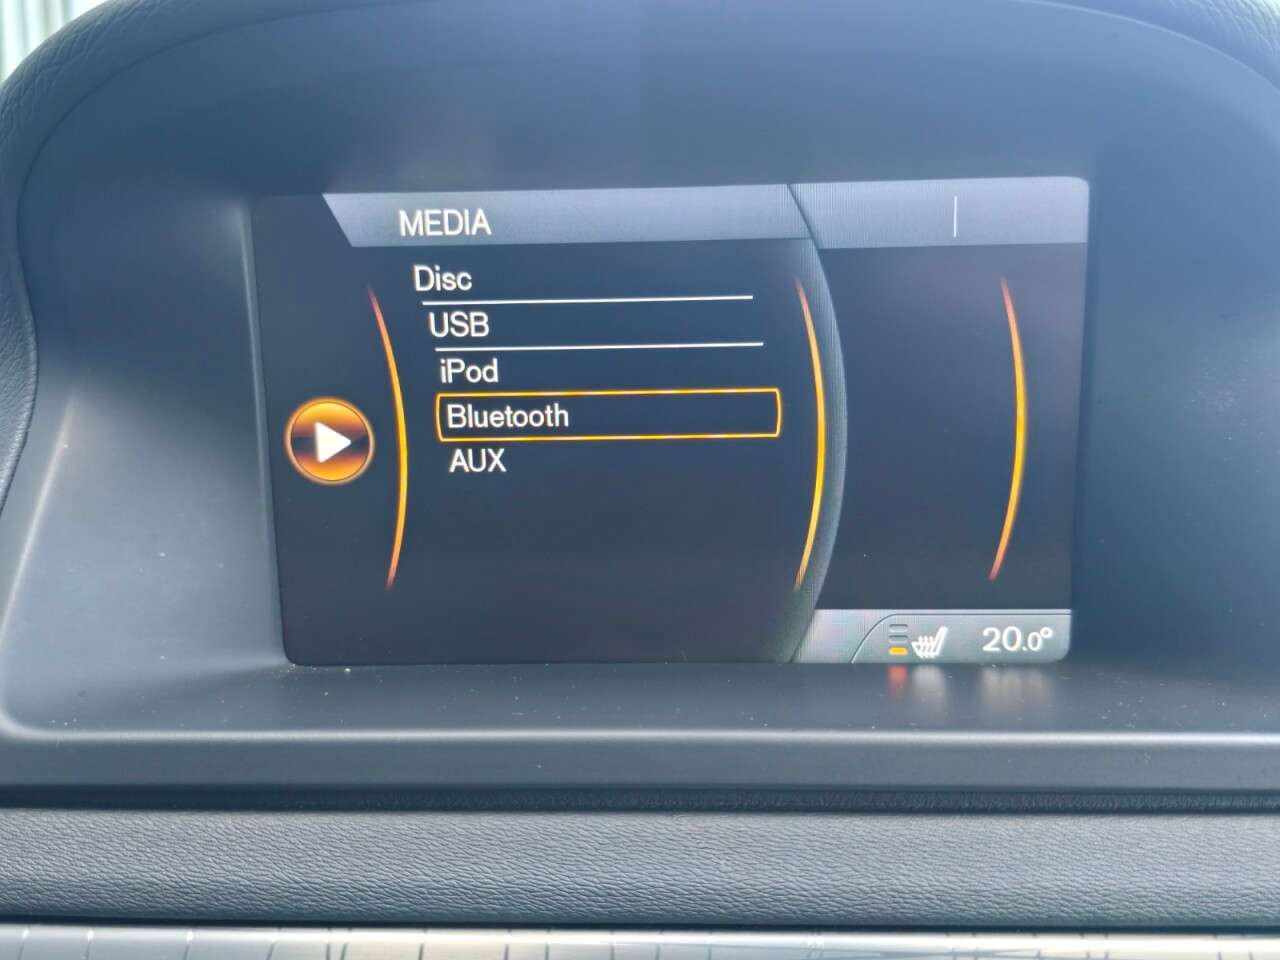 MEDIA
Disc
USB
iPod
Bluetooth
AUX
20.0°